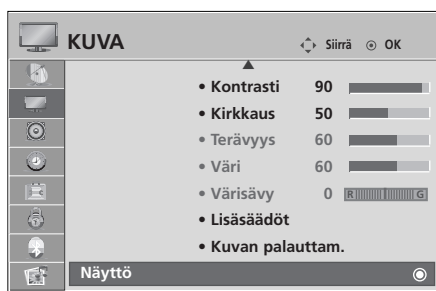 KUVA Siirrä OK
• Kontrasti 90
• Kirkkaus 50
• Terävyys 60
• Väri 60
• Värisävy 0 R G
• Lisäsäädöt
• Kuvan palauttam.
Näyttö